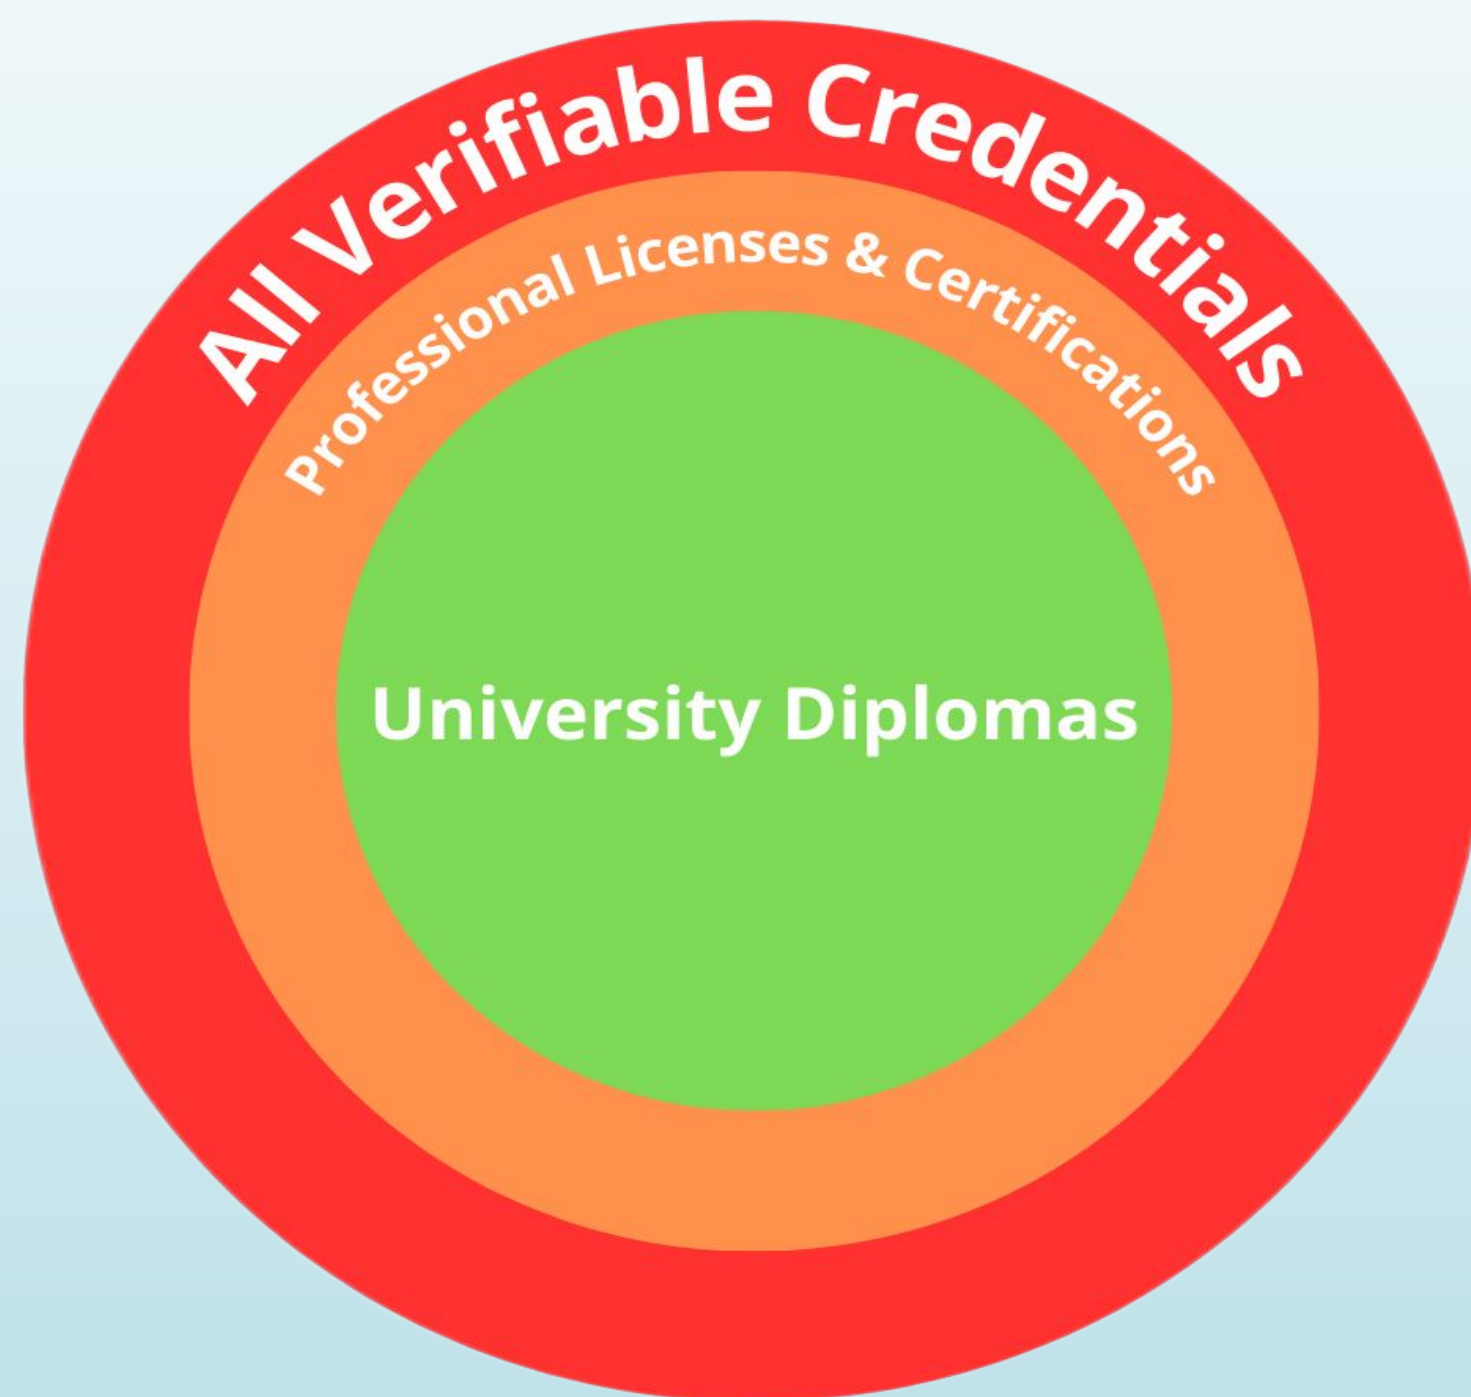 All Verifiable Credentials
Professional Licenses & Certifications
University Diplomas